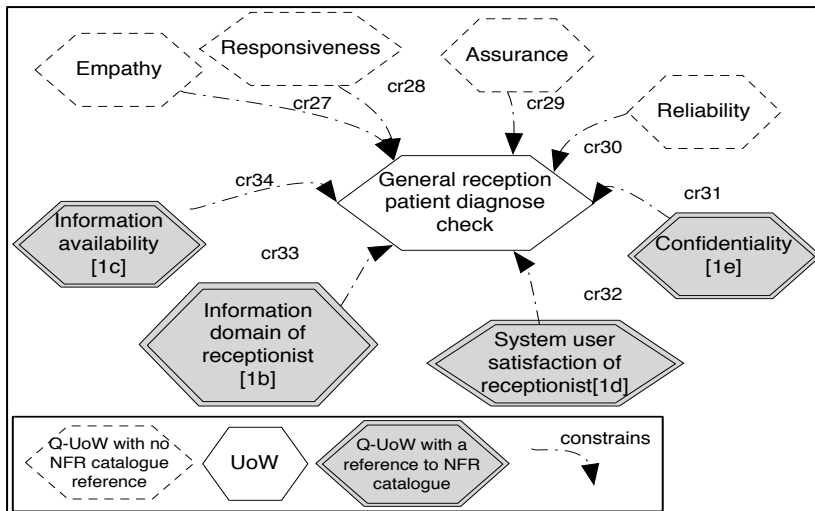 Responsiveness
Empathy
Assurance
cr28
cr27
cr29
Reliability
cr30
General reception
patient diagnose
check
cr34
cr31
Information
availability
[1c]
Confidentiality
[1e]
cr33
Information
domain of
receptionist
[1b]
cr32
System user
satisfaction of
receptionist[1d]
Q-UoW with no
NFR catalogue
reference
UoW
Q-UoW with a
reference to NFR
catalogue
constrains